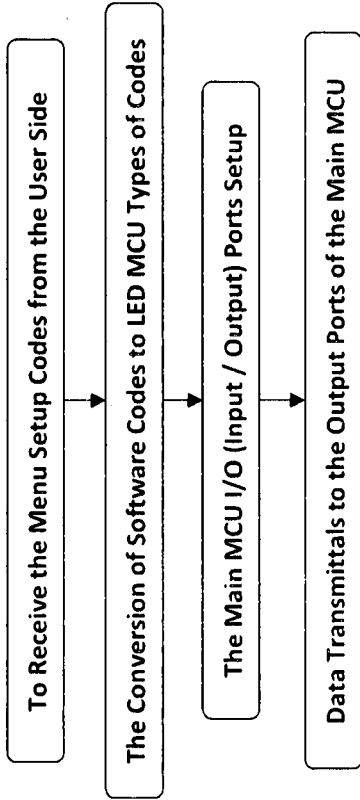 To Receive the Menu Setup Codes from the User Side
The Conversion of Software Codes to LED MCU Types of Codes
The Main MCU I/O (Input / Output) Ports Setup
Data Transmittals to the Output Ports of the Main MCU